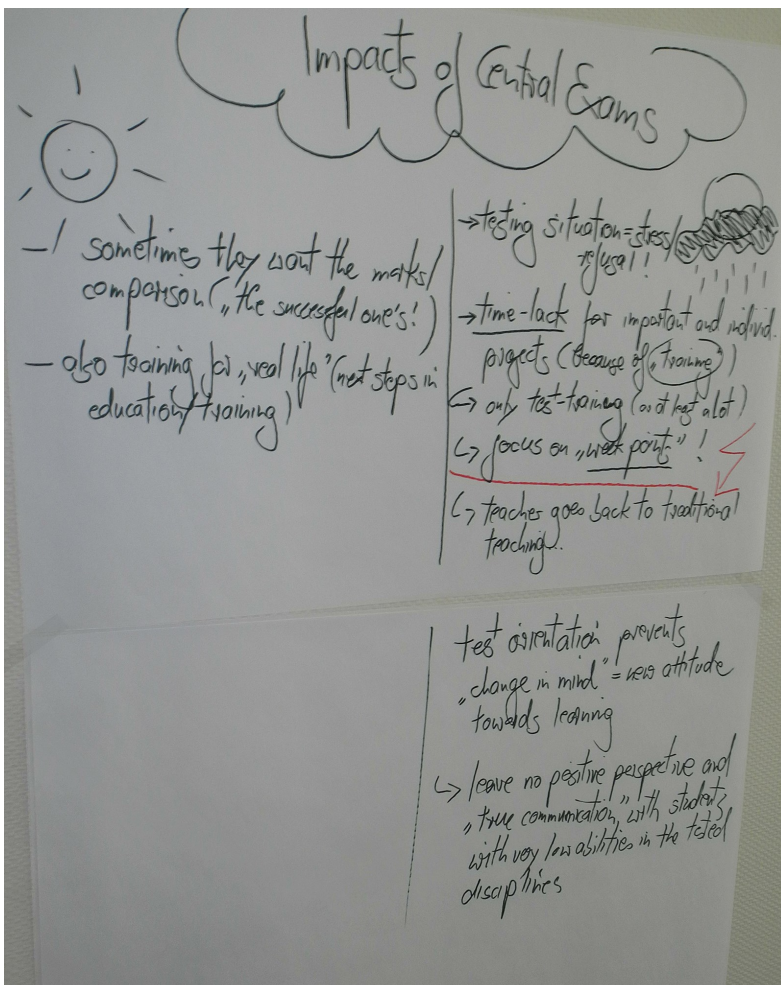 Impacts of Central Exams
– sometimes they want the marks/
comparison („the successful one's!)
– also training for „real life" (next steps in
education/training)
→ testing situation = stress/
refusal!
→ time-lack for important and individ.
projects (because of „training")
↳ only test-training (or at least a lot)
↳ focus on „weak points"!
↳ teacher goes back to traditional
teaching..
test orientation prevents
„change in mind" = new attitude
towards learning
↳ leave no positive perspective and
„true communication" with students
with very low abilities in the tested
disciplines